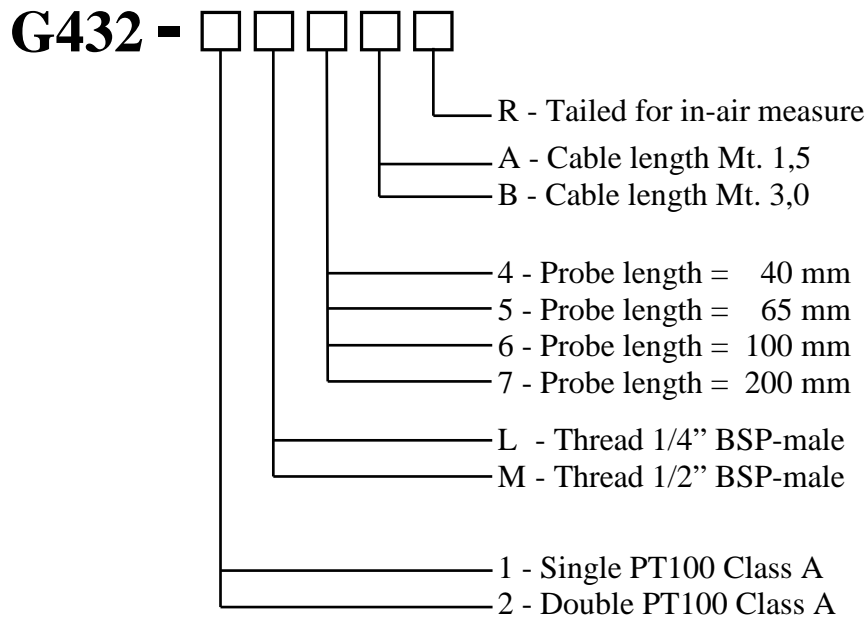 G432 -
R - Tailed for in-air measure
A - Cable length Mt. 1,5
B - Cable length Mt. 3,0
4 - Probe length = 40 mm
5 - Probe length = 65 mm
6 - Probe length = 100 mm
7 - Probe length = 200 mm
L - Thread 1/4” BSP-male
M - Thread 1/2” BSP-male
1 - Single PT100 Class A
2 - Double PT100 Class A